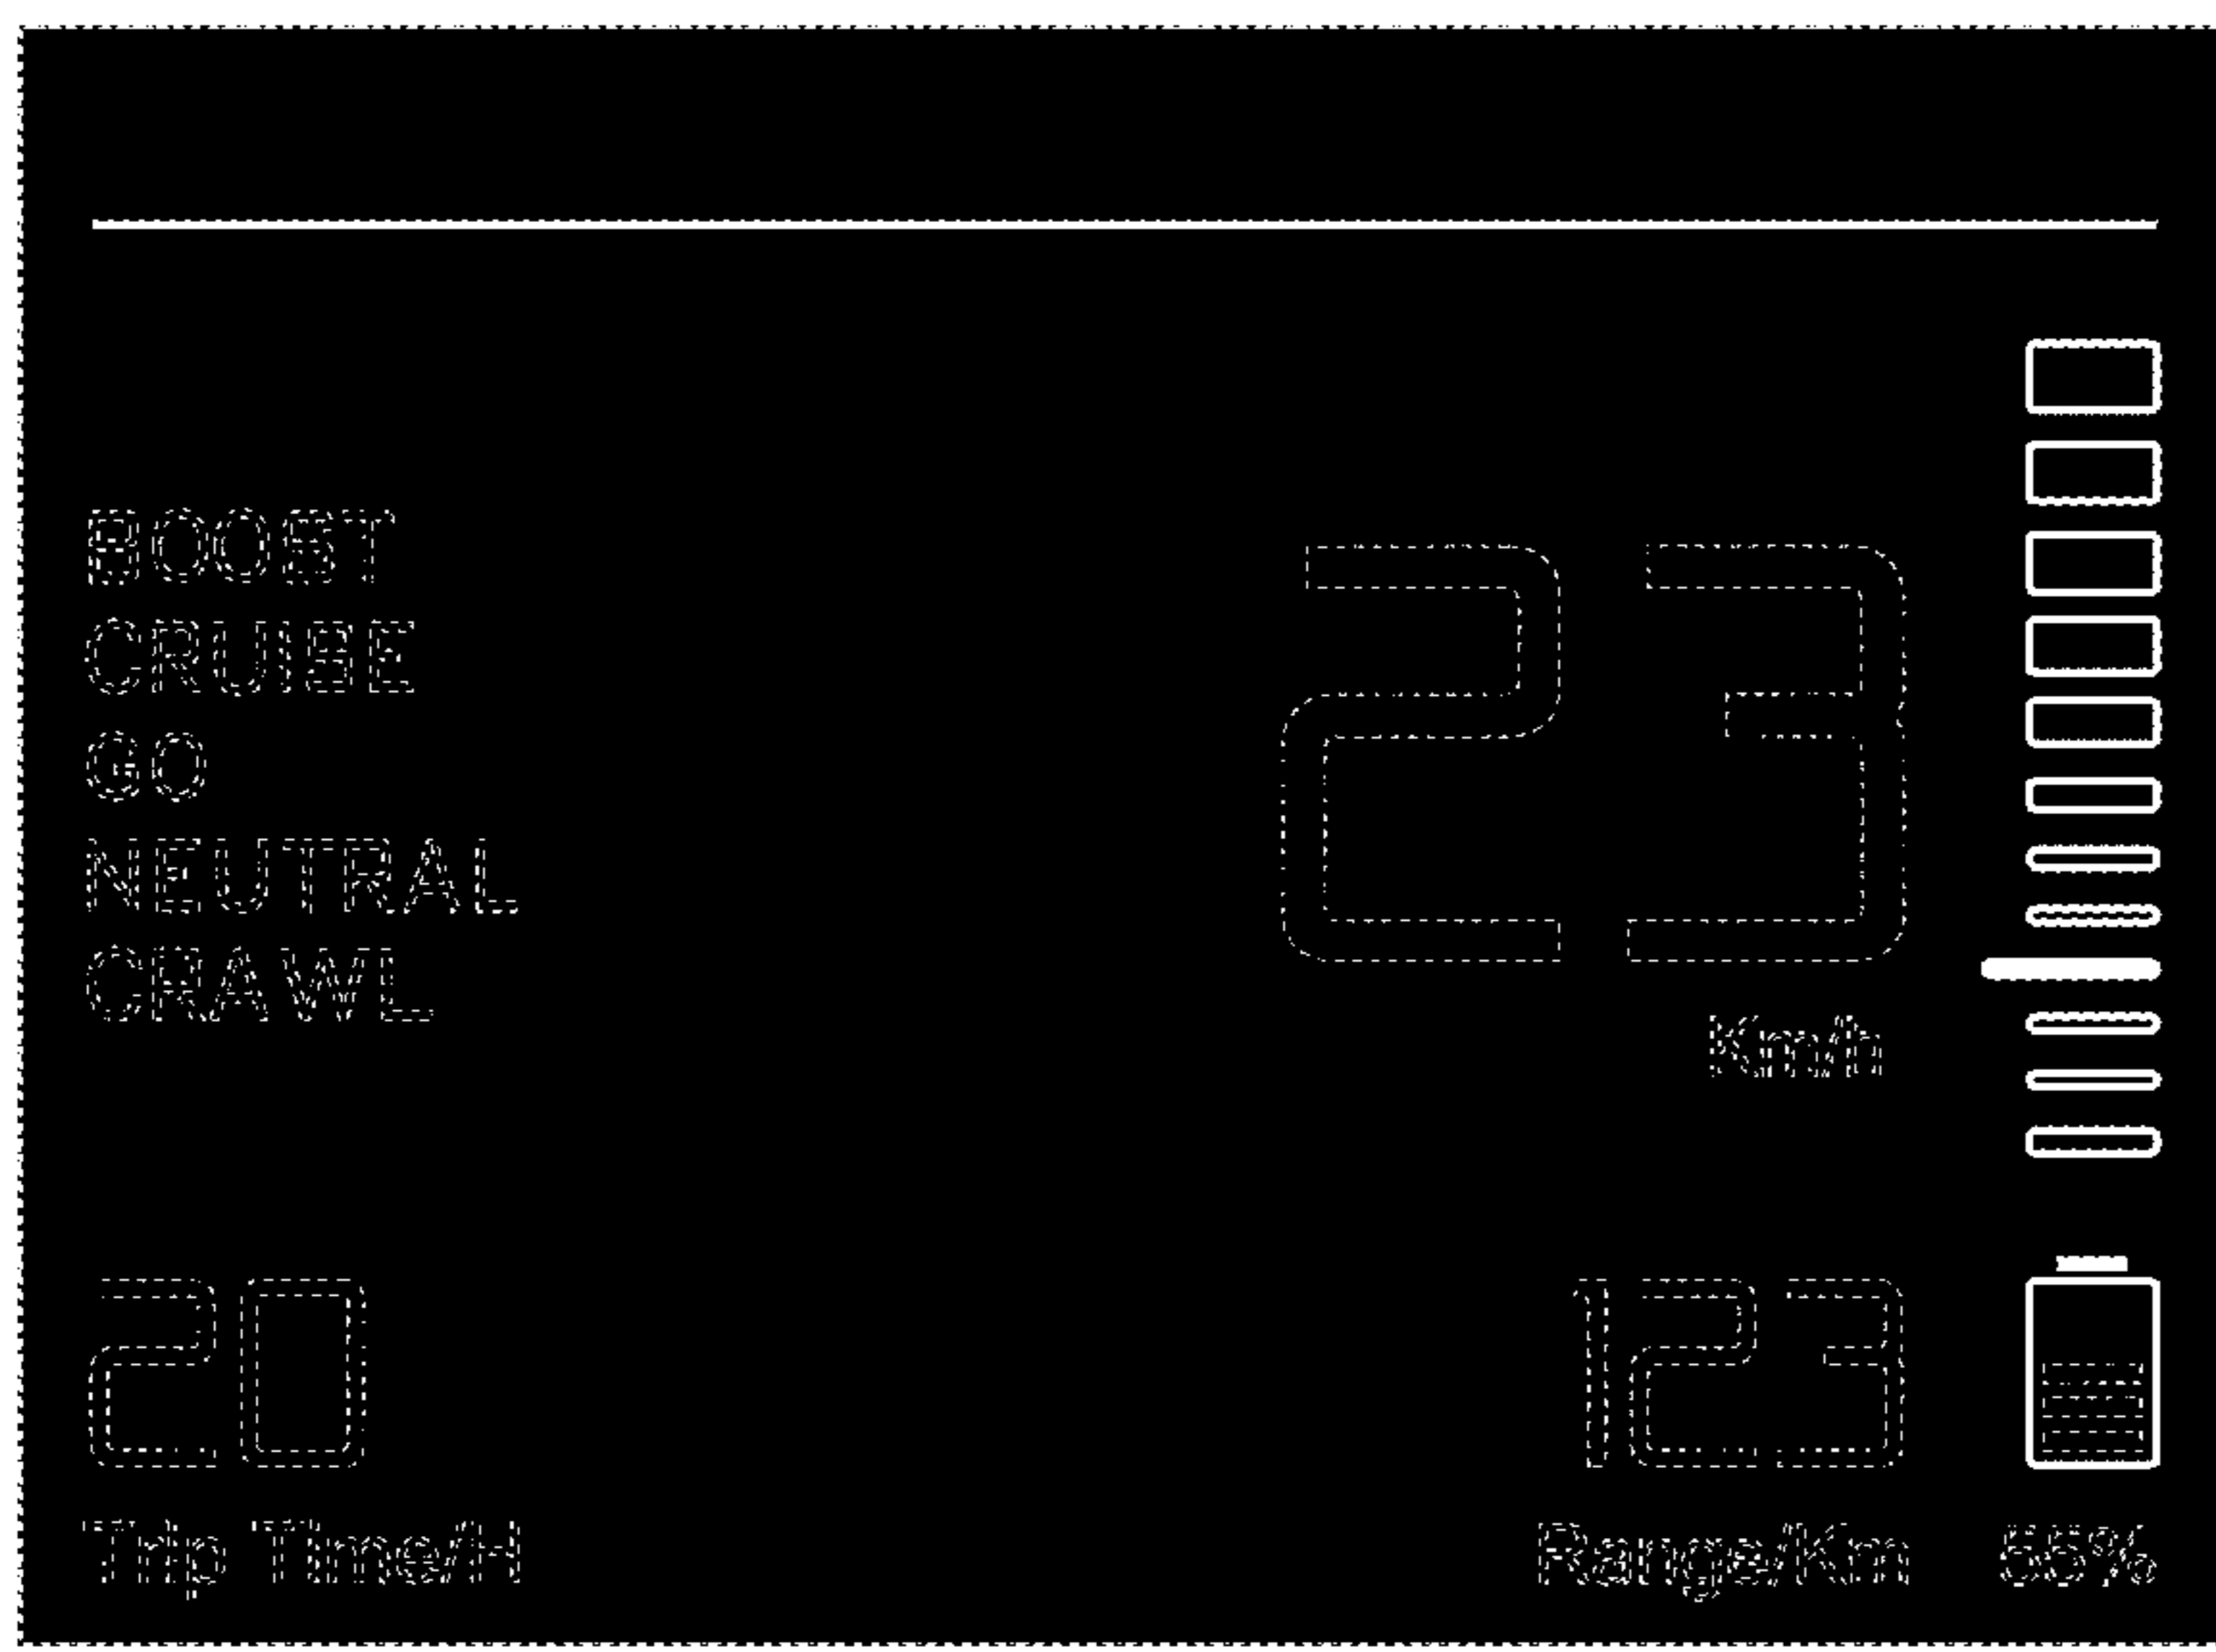 BOOST
CRUISE
GO
NEUTRAL
CRAWL
23
Km/h
20
Trip Time/H
123
Range/Km
55%